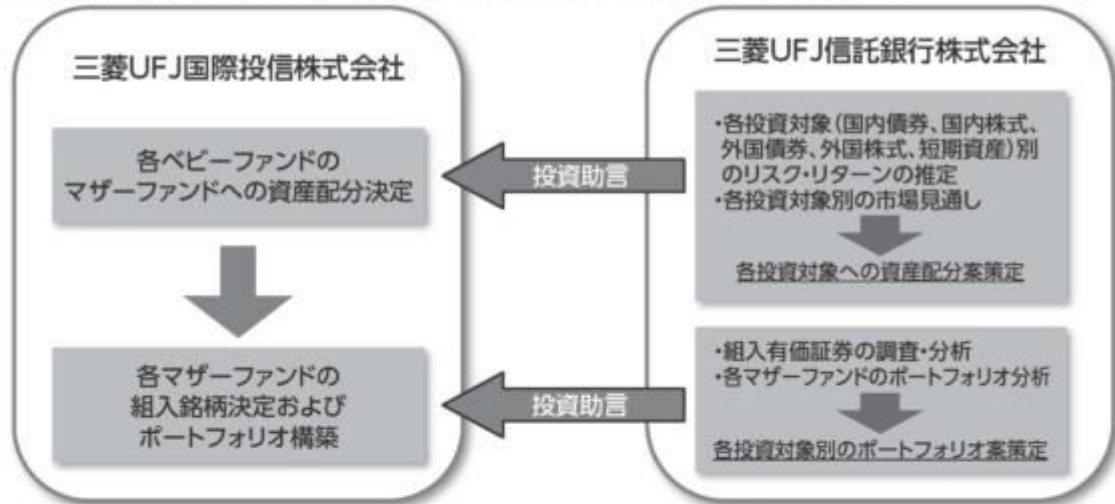 三菱UFJ国際投信株式会社
各ベビーファンドの
マザーファンドへの資産配分決定
各マザーファンドの
組入銘柄決定および
ポートフォリオ構築
投資助言
投資助言
三菱UFJ信託銀行株式会社
・各投資対象(国内債券、国内株式、
外国債券、外国株式、短期資産)別
のリスク・リターンの推定
・各投資対象別の市場見通し
各投資対象への資産配分案策定
・組入有価証券の調査・分析
・各マザーファンドのポートフォリオ分析
各投資対象別のポートフォリオ案策定